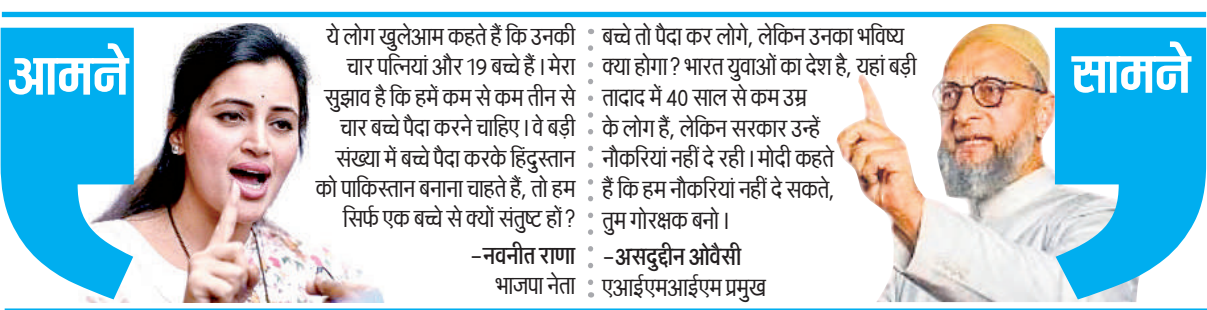 आमने
ये लोग खुलेआम कहते हैं कि उनकी
चार पत्नियां और 19 बच्चे हैं। मेरा
सुझाव है कि हमें कम से कम तीन से
चार बच्चे पैदा करने चाहिए। वे बड़ी
संख्या में बच्चे पैदा करके हिंदुस्तान
को पाकिस्तान बनाना चाहते हैं, तो हम
सिर्फ एक बच्चे से क्यों संतुष्ट हों?
-नवनीत राणा
भाजपा नेता
बच्चे तो पैदा कर लोगे, लेकिन उनका भविष्य
क्या होगा? भारत युवाओं का देश है, यहां बड़ी
तादाद में 40 साल से कम उम्र
के लोग हैं, लेकिन सरकार उन्हें
नौकरियां नहीं दे रही। मोदी कहते
हैं कि हम नौकरियां नहीं दे सकते,
तुम गोरक्षक बनो।
-असदुद्दीन ओवैसी
एआईएमआईएम प्रमुख
सामने